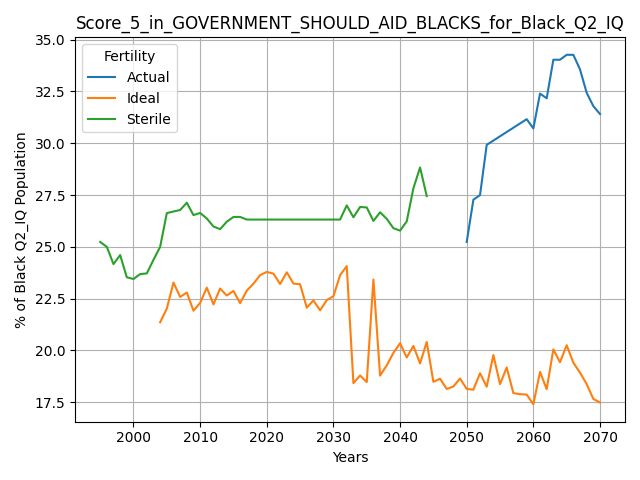 Score_5_in_GOVERNMENT_SHOULD_AID_BLACKS_for_Black_Q2_IQ
Fertility
Actual
Ideal
Sterile
% of Black Q2_IQ Population
35.0
32.5
30.0
27.5
25.0
22.5
20.0
17.5
2000
2010
2020
2030
2040
2050
2060
2070
Years